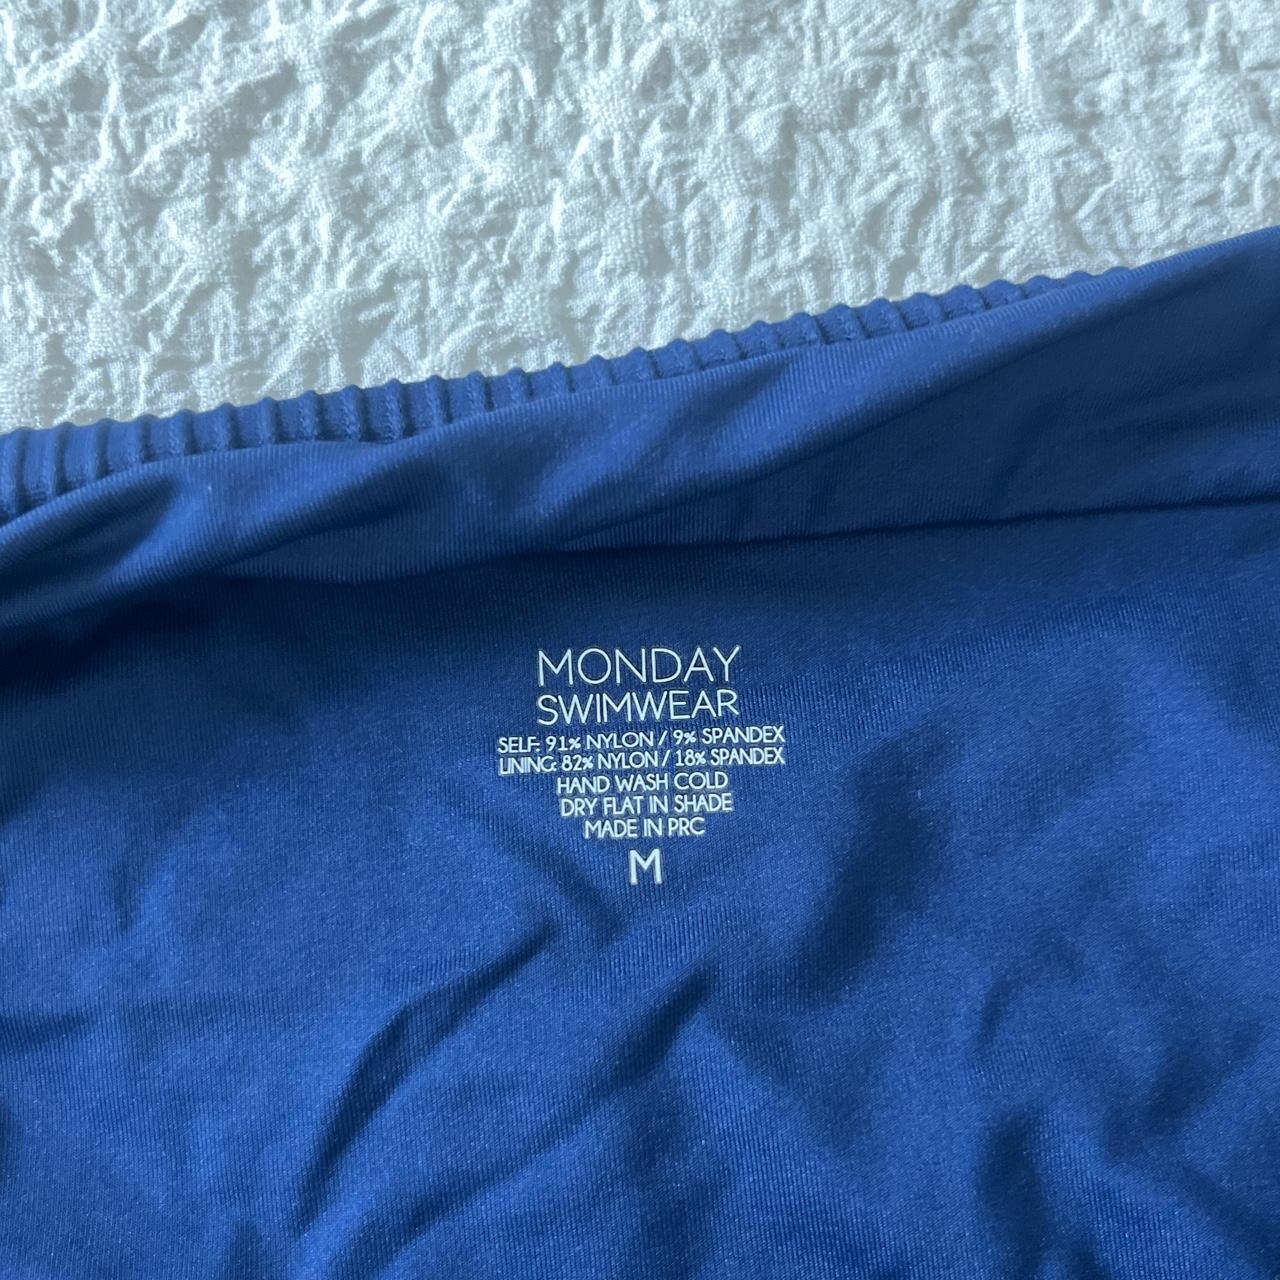 MONDAY
SWIMWEAR
SELF: 91% NYLON / 9% SPANDEX
LINING: 82% NYLON / 18% SPANDEX
HAND WASH COLD
DRY FLAT IN SHADE
MADE IN PRC
M